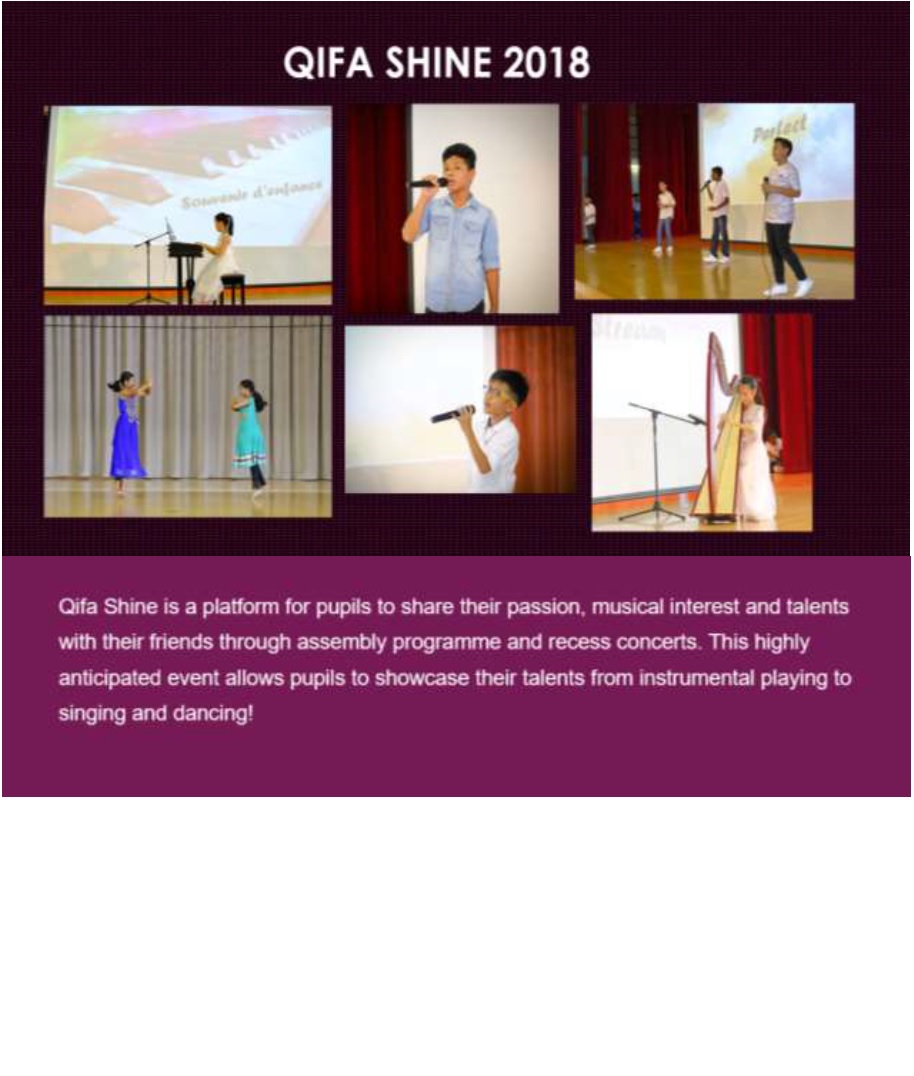 QIFA SHINE 2018
Souvenir d'enfance
Perfect
stream
Qifa Shine is a platform for pupils to share their passion, musical interest and talents
with their friends through assembly programme and recess concerts. This highly
anticipated event allows pupils to showcase their talents from instrumental playing to
singing and dancing!